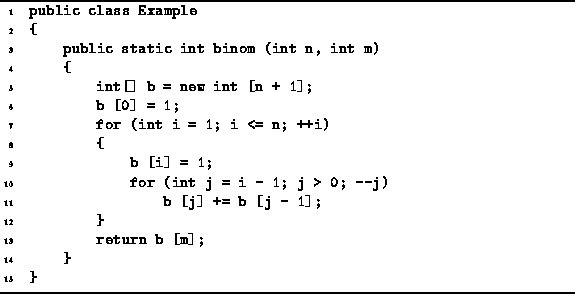 1 public class Example
2 {
3     public static int binom (int n, int m)
4     {
5         int[] b = new int [n + 1];
6         b [0] = 1;
7         for (int i = 1; i <= n; ++i)
8         {
9             b [i] = 1;
10             for (int j = i - 1; j > 0; --j)
11                 b [j] += b [j - 1];
12         }
13         return b [m];
14     }
15 }